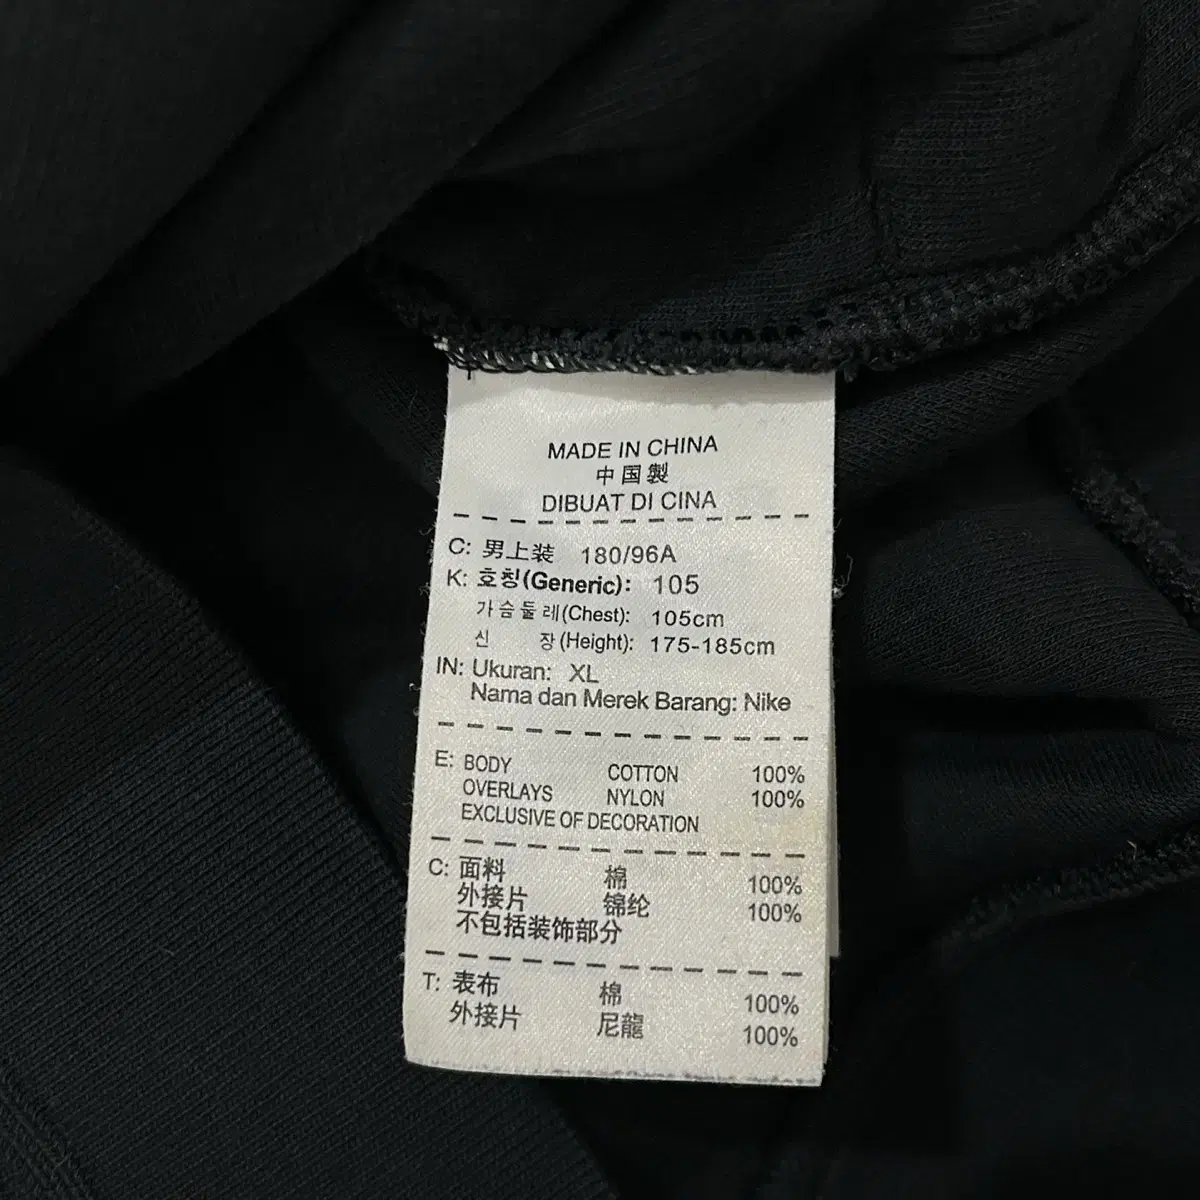 MADE IN CHINA
中国製
DIBUAT DI CINA
C: 男上装 180/96A
K: 호칭(Generic): 105
가슴둘레(Chest): 105cm
신 장(Height): 175-185cm
IN: Ukuran: XL
Nama dan Merek Barang: Nike
E: BODY COTTON 100%
OVERLAYS NYLON 100%
EXCLUSIVE OF DECORATION
C: 面料 棉 100%
外接片 锦纶 100%
不包括装饰部分
T: 表布 棉 100%
外接片 尼龍 100%